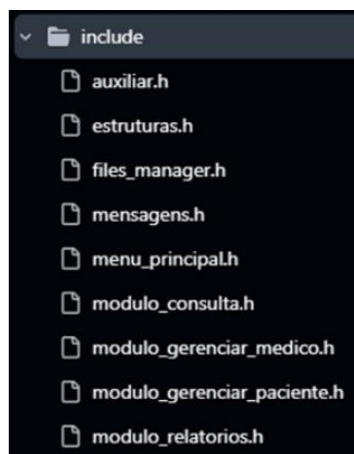 include
auxiliar.h
estruturas.h
files_manager.h
mensagens.h
menu_principal.h
modulo_consulta.h
modulo_gerenciar_medico.h
modulo_gerenciar_paciente.h
modulo_relatorios.h